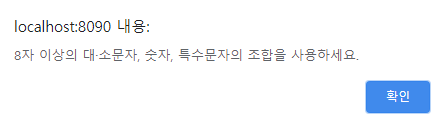 localhost:8090 내용:
8자 이상의 대·소문자, 숫자, 특수문자의 조합을 사용하세요.
확인